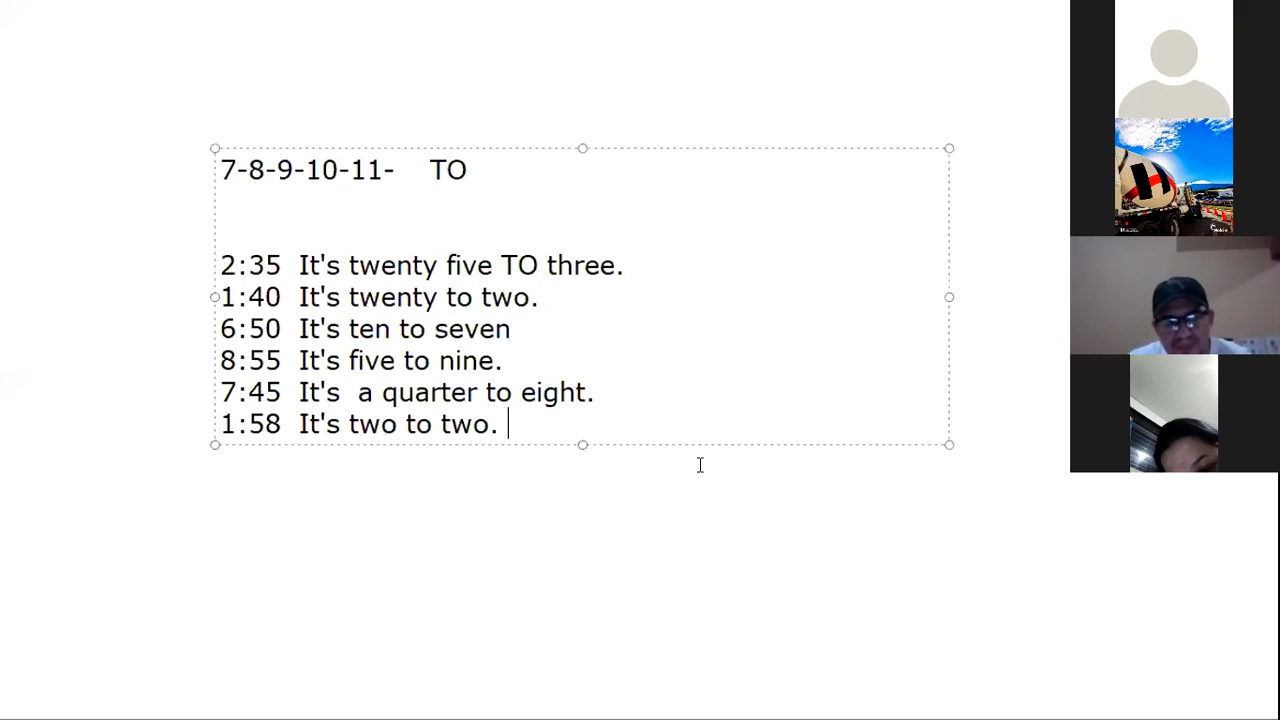 7-8-9-10-11- TO
2:35 It's twenty five TO three.
1:40 It's twenty to two.
6:50 It's ten to seven
8:55 It's five to nine.
7:45 It's a quarter to eight.
1:58 It's two to two.